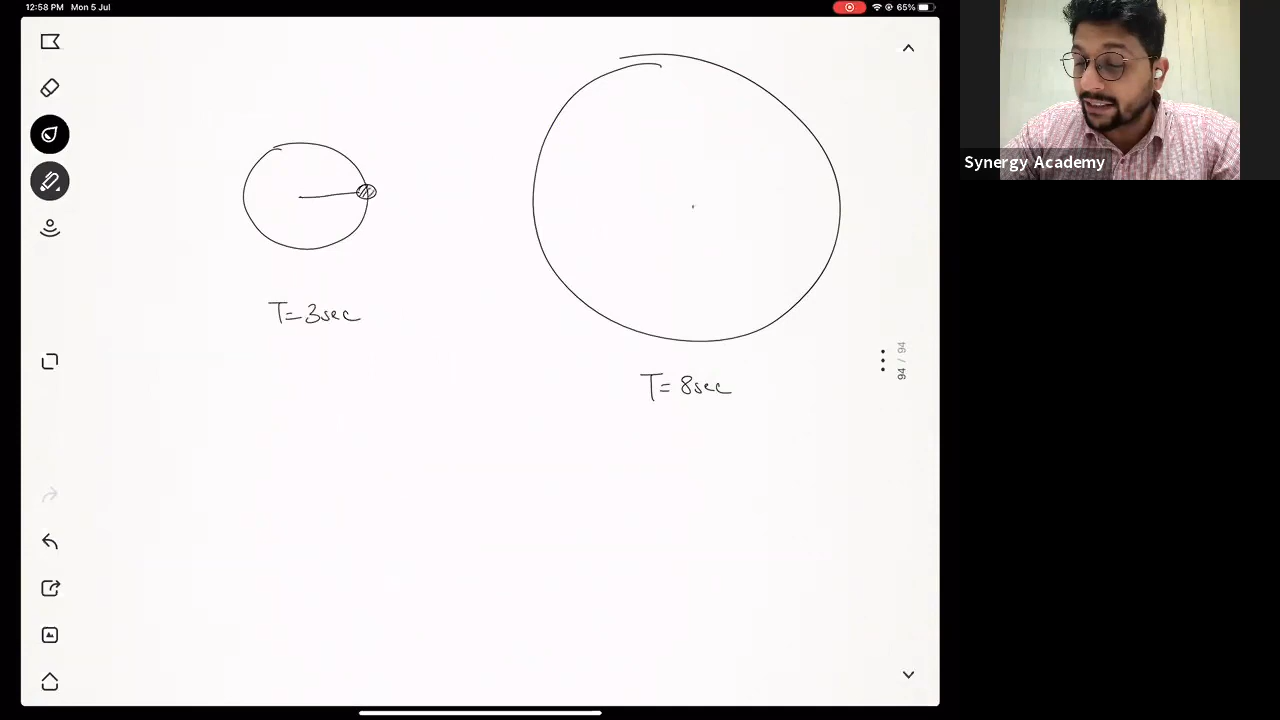 12:58 PM Mon 5 Jul
65%
Synergy Academy
T=3sec
94 / 94
T=8sec